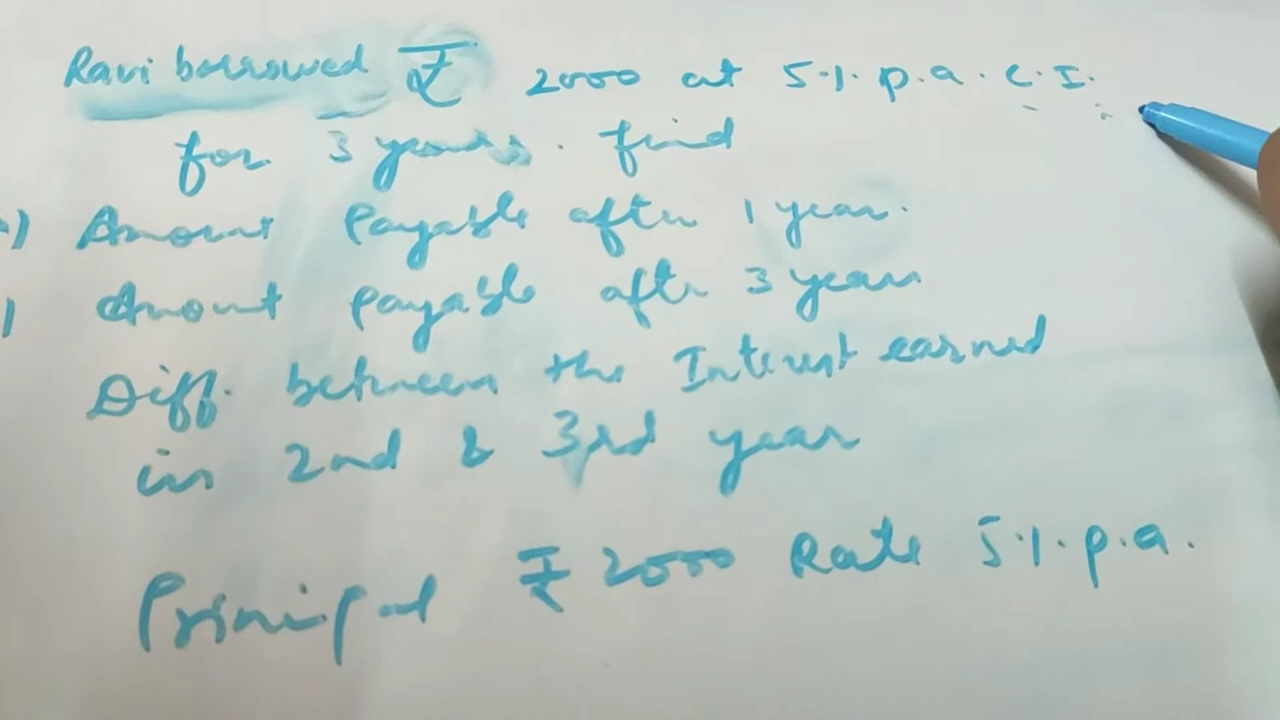 Ravi borrowed ₹ 2000 at 5%. p.a. C.I.
for 3 years. find
) Amount Payable after 1 year.
) Amount payable after 3 years
Diff. between the Interest earned
in 2nd & 3rd year
Principal ₹ 2000 Rate 5%. p.a.